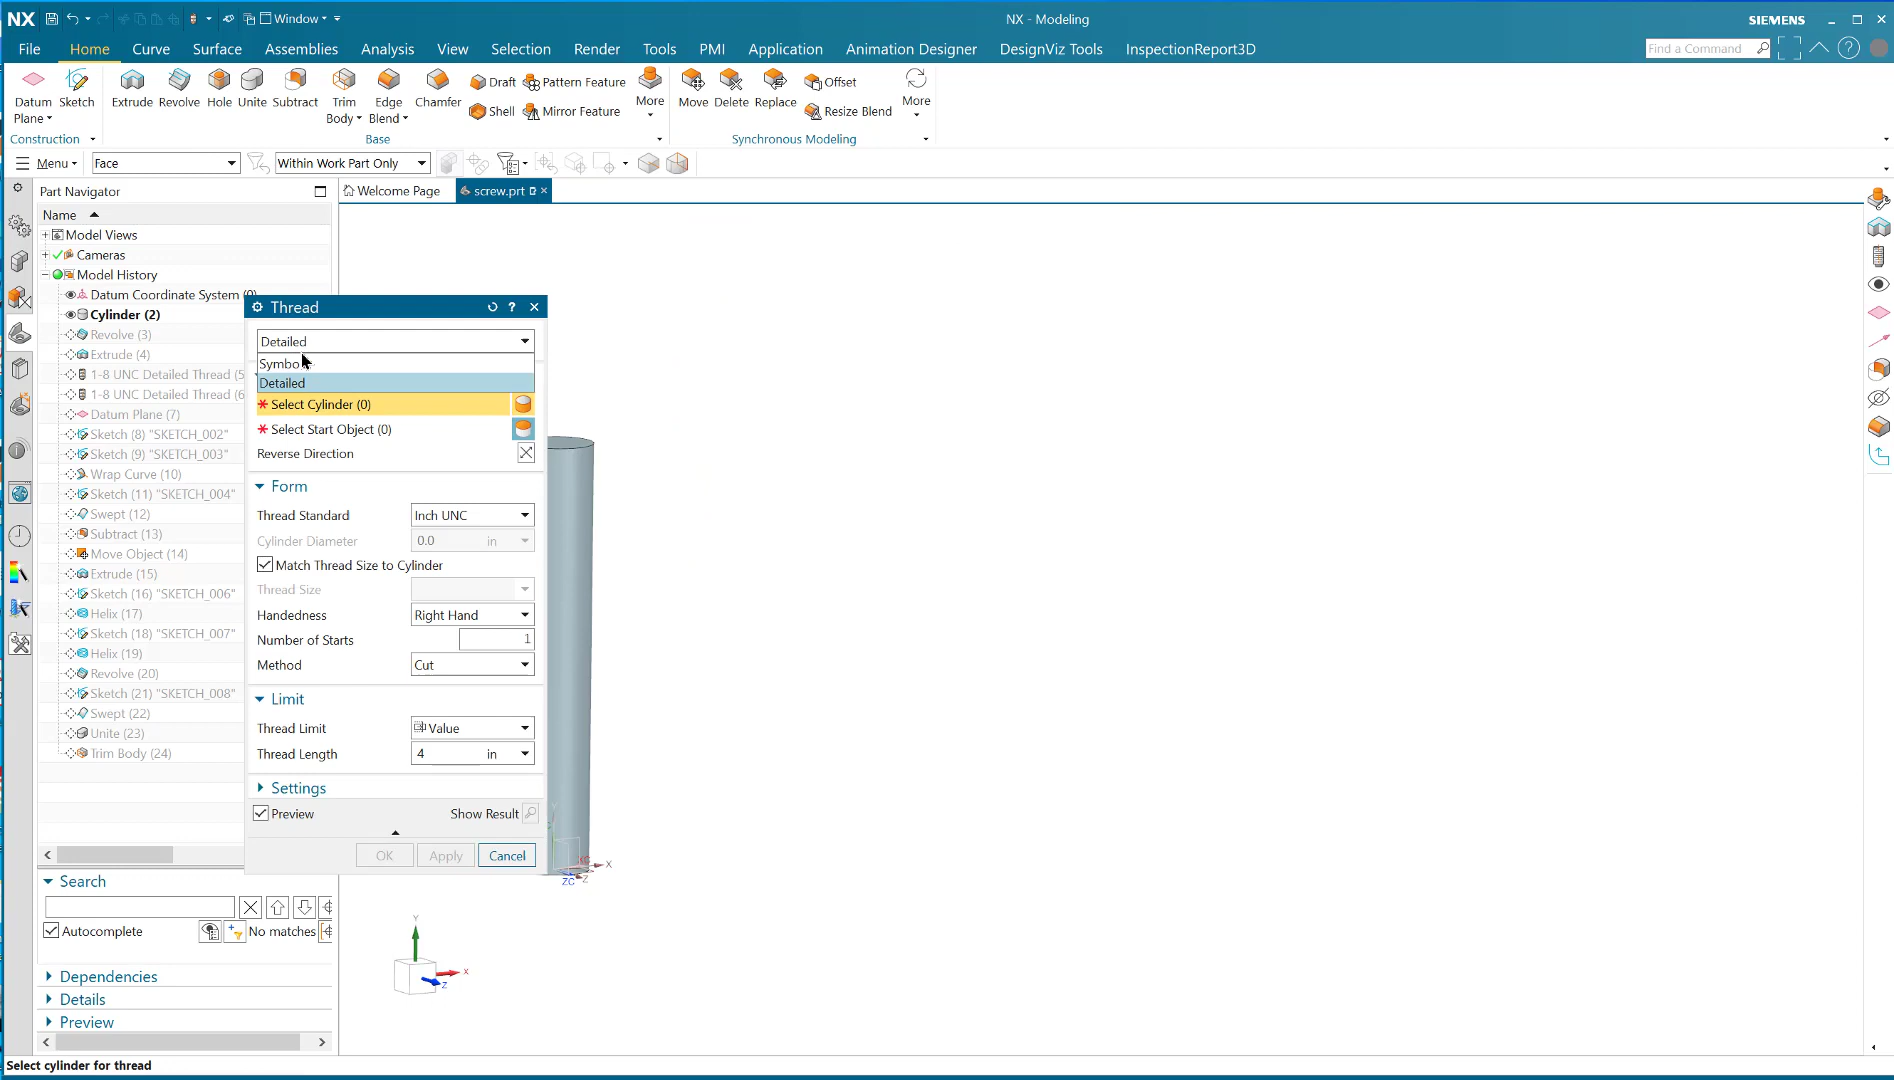 NX Window NX - Modeling SIEMENS
File Home Curve Surface Assemblies Analysis View Selection Render Tools PMI Application Animation Designer DesignViz Tools InspectionReport3D Find a Command
Datum Plane Sketch Extrude Revolve Hole Unite Subtract Trim Body Edge Blend Chamfer Draft Pattern Feature More Move Delete Replace Offset More
Shell Mirror Feature Resize Blend
Construction Base Synchronous Modeling
Menu Face Within Work Part Only
Part Navigator Welcome Page screw.prt
Name
Model Views
Cameras
Model History
Datum Coordinate System (0)
Cylinder (2)
Revolve (3)
Extrude (4)
1-8 UNC Detailed Thread (5
1-8 UNC Detailed Thread (6
Datum Plane (7)
Sketch (8) "SKETCH_002"
Sketch (9) "SKETCH_003"
Wrap Curve (10)
Sketch (11) "SKETCH_004"
Swept (12)
Subtract (13)
Move Object (14)
Extrude (15)
Sketch (16) "SKETCH_006"
Helix (17)
Sketch (18) "SKETCH_007"
Helix (19)
Revolve (20)
Sketch (21) "SKETCH_008"
Swept (22)
Unite (23)
Trim Body (24)
Thread ?
Detailed
Symbo
Detailed
* Select Cylinder (0)
* Select Start Object (0)
Reverse Direction
Form
Thread Standard Inch UNC
Cylinder Diameter 0.0 in
Match Thread Size to Cylinder
Thread Size
Handedness Right Hand
Number of Starts 1
Method Cut
Limit
Thread Limit Value
Thread Length 4 in
Settings
Preview Show Result
OK Apply Cancel
XC X
ZC Z
Y
X
Z
Search
Autocomplete No matches
Dependencies
Details
Preview
Select cylinder for thread